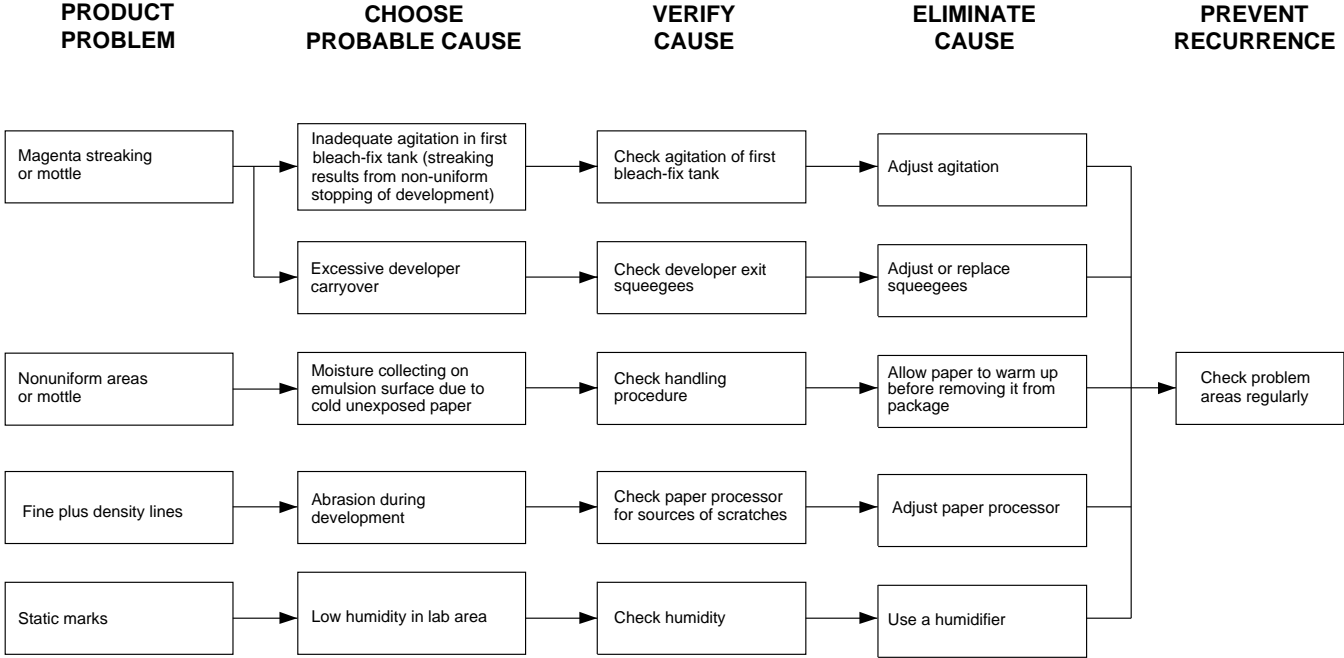 PRODUCT
PROBLEM
CHOOSE
PROBABLE CAUSE
VERIFY
CAUSE
ELIMINATE
CAUSE
PREVENT
RECURRENCE
Magenta streaking
or mottle
Inadequate agitation in first
bleach-fix tank (streaking
results from non-uniform
stopping of development)
Check agitation of first
bleach-fix tank
Adjust agitation
Excessive developer
carryover
Check developer exit
squeegees
Adjust or replace
squeegees
Nonuniform areas
or mottle
Moisture collecting on
emulsion surface due to
cold unexposed paper
Check handling
procedure
Allow paper to warm up
before removing it from
package
Check problem
areas regularly
Fine plus density lines
Abrasion during
development
Check paper processor
for sources of scratches
Adjust paper processor
Static marks
Low humidity in lab area
Check humidity
Use a humidifier